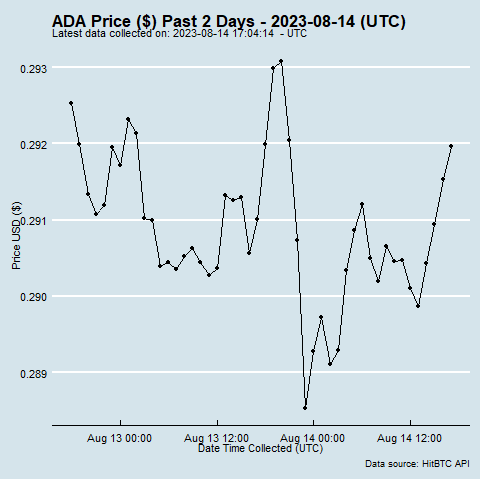 ADA Price ($) Past 2 Days - 2023-08-14 (UTC)
Latest data collected on: 2023-08-14 17:04:14 - UTC
0.293
0.292
0.291
0.290
0.289
Price USD ($)
Aug 13 00:00 Aug 13 12:00 Aug 14 00:00 Aug 14 12:00
Date Time Collected (UTC)
Data source: HitBTC API